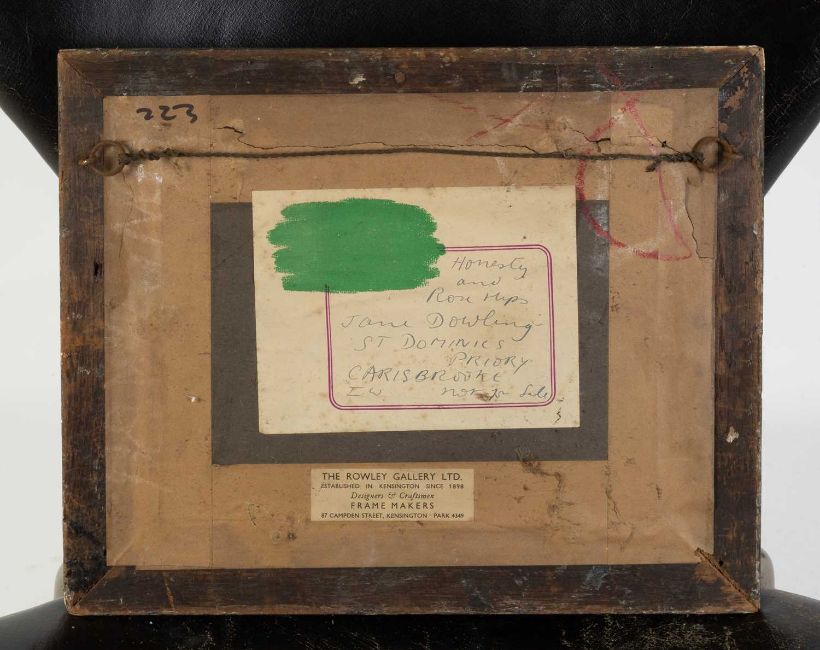 223
Honesty
and
Rose Hips
Jane Dowling
ST DOMINICS
PRIORY
CARISBROOKE
IW not for Sale
THE ROWLEY GALLERY LTD.
ESTABLISHED IN KENSINGTON SINCE 1898
Designers & Craftsmen
FRAME MAKERS
87 CAMPDEN STREET, KENSINGTON · PARK 4349